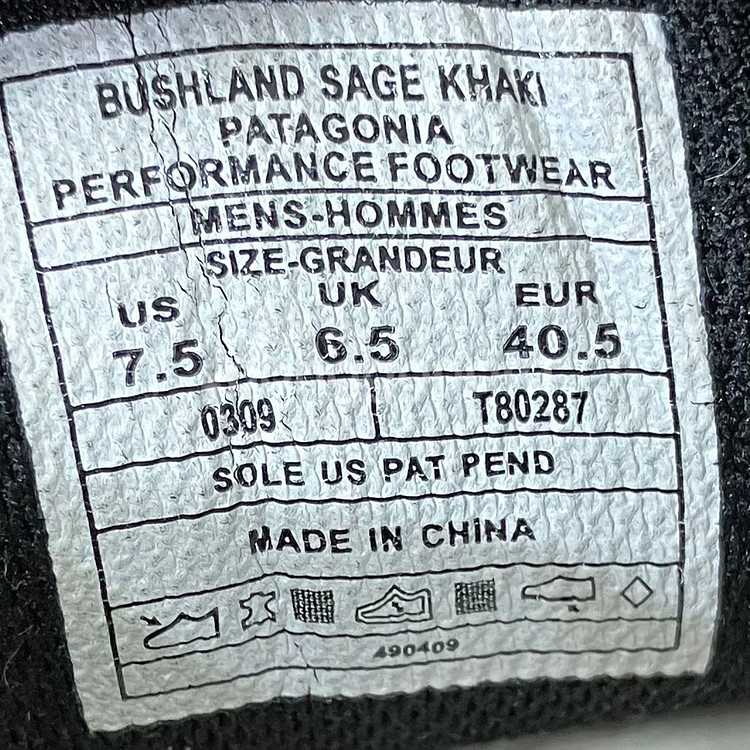 BUSHLAND SAGE KHAKI
PATAGONIA
PERFORMANCE FOOTWEAR
MENS-HOMMES
SIZE-GRANDEUR
US UK EUR
7.5 6.5 40.5
0309 T80287
SOLE US PAT PEND
MADE IN CHINA
490409